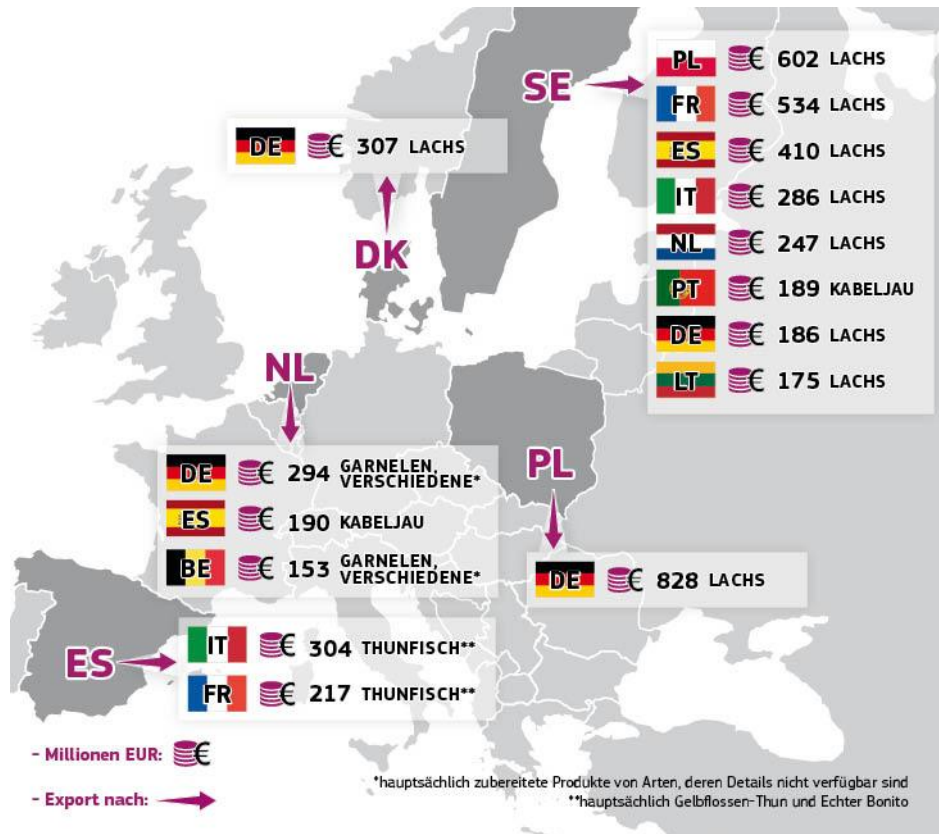 SE
PL € 602 LACHS
FR € 534 LACHS
ES € 410 LACHS
IT € 286 LACHS
NL € 247 LACHS
PT € 189 KABELJAU
DE € 186 LACHS
LT € 175 LACHS
DE € 307 LACHS
DK
NL
DE € 294 GARNELEN,
VERSCHIEDENE*
ES € 190 KABELJAU
BE € 153 GARNELEN,
VERSCHIEDENE*
PL
DE € 828 LACHS
ES
IT € 304 THUNFISCH**
FR € 217 THUNFISCH**
- Millionen EUR: €
- Export nach:
*hauptsächlich zubereitete Produkte von Arten, deren Details nicht verfügbar sind
**hauptsächlich Gelbflossen-Thun und Echter Bonito